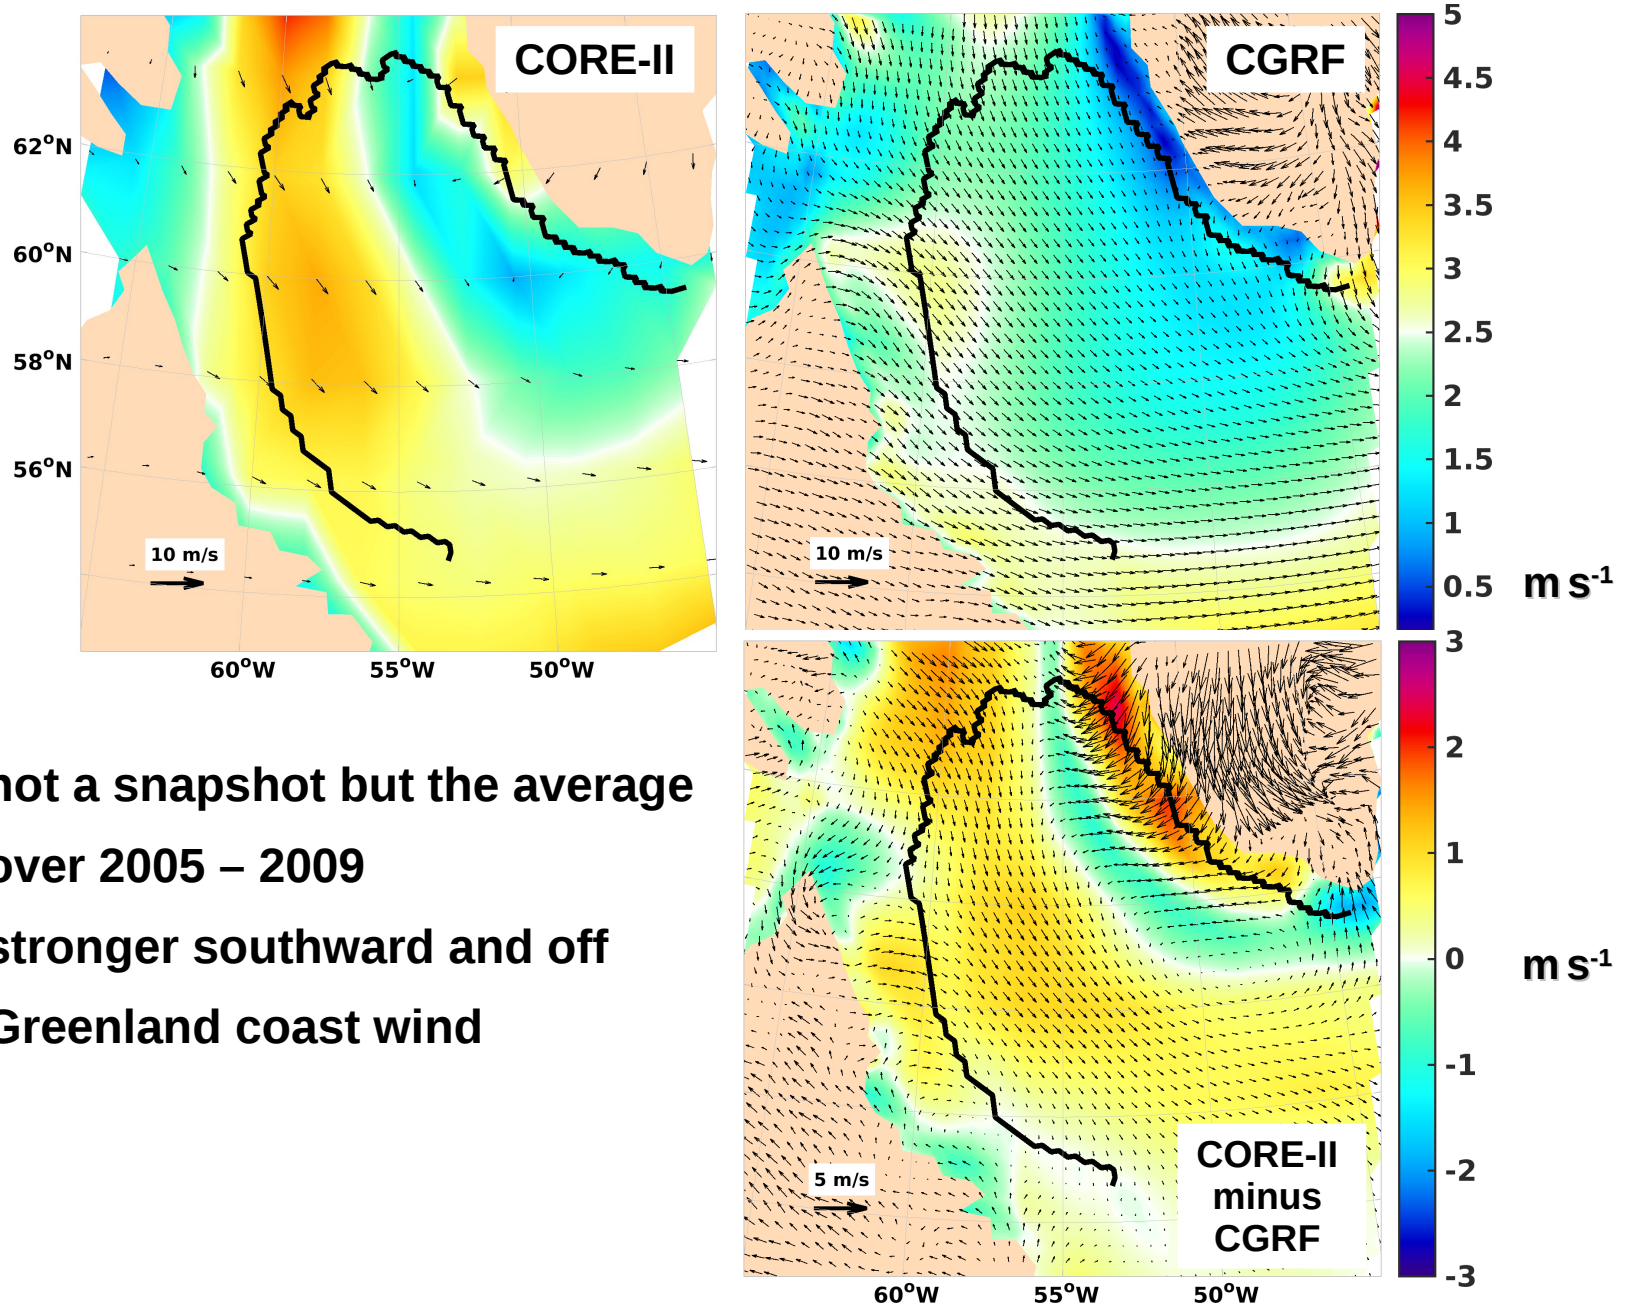 CORE-II
62°N
60°N
58°N
56°N
10 m/s
60°W
55°W
50°W
CGRF
10 m/s
5
4.5
4
3.5
3
2.5
2
1.5
1
0.5
m s-1
not a snapshot but the average
over 2005 – 2009
stronger southward and off
Greenland coast wind
5 m/s
CORE-II
minus
CGRF
60°W
55°W
50°W
3
2
1
0
-1
-2
-3
m s-1